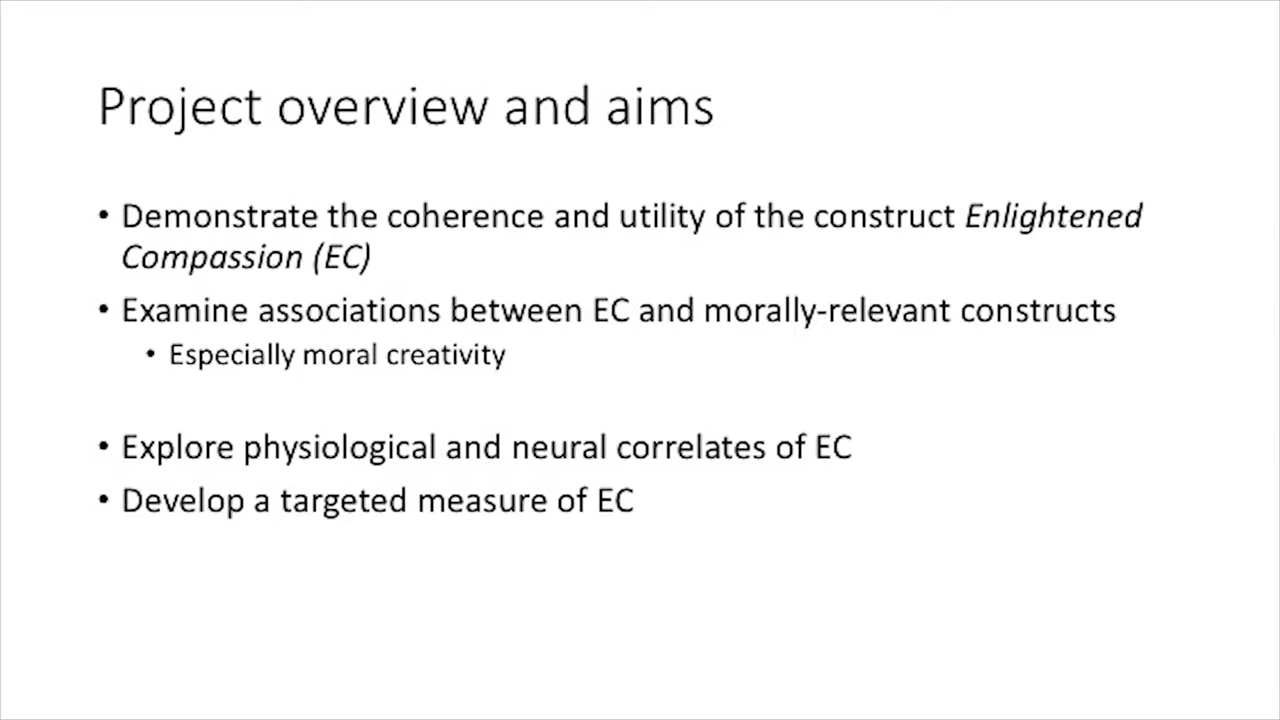 Project overview and aims
• Demonstrate the coherence and utility of the construct Enlightened
Compassion (EC)
• Examine associations between EC and morally-relevant constructs
• Especially moral creativity
• Explore physiological and neural correlates of EC
• Develop a targeted measure of EC